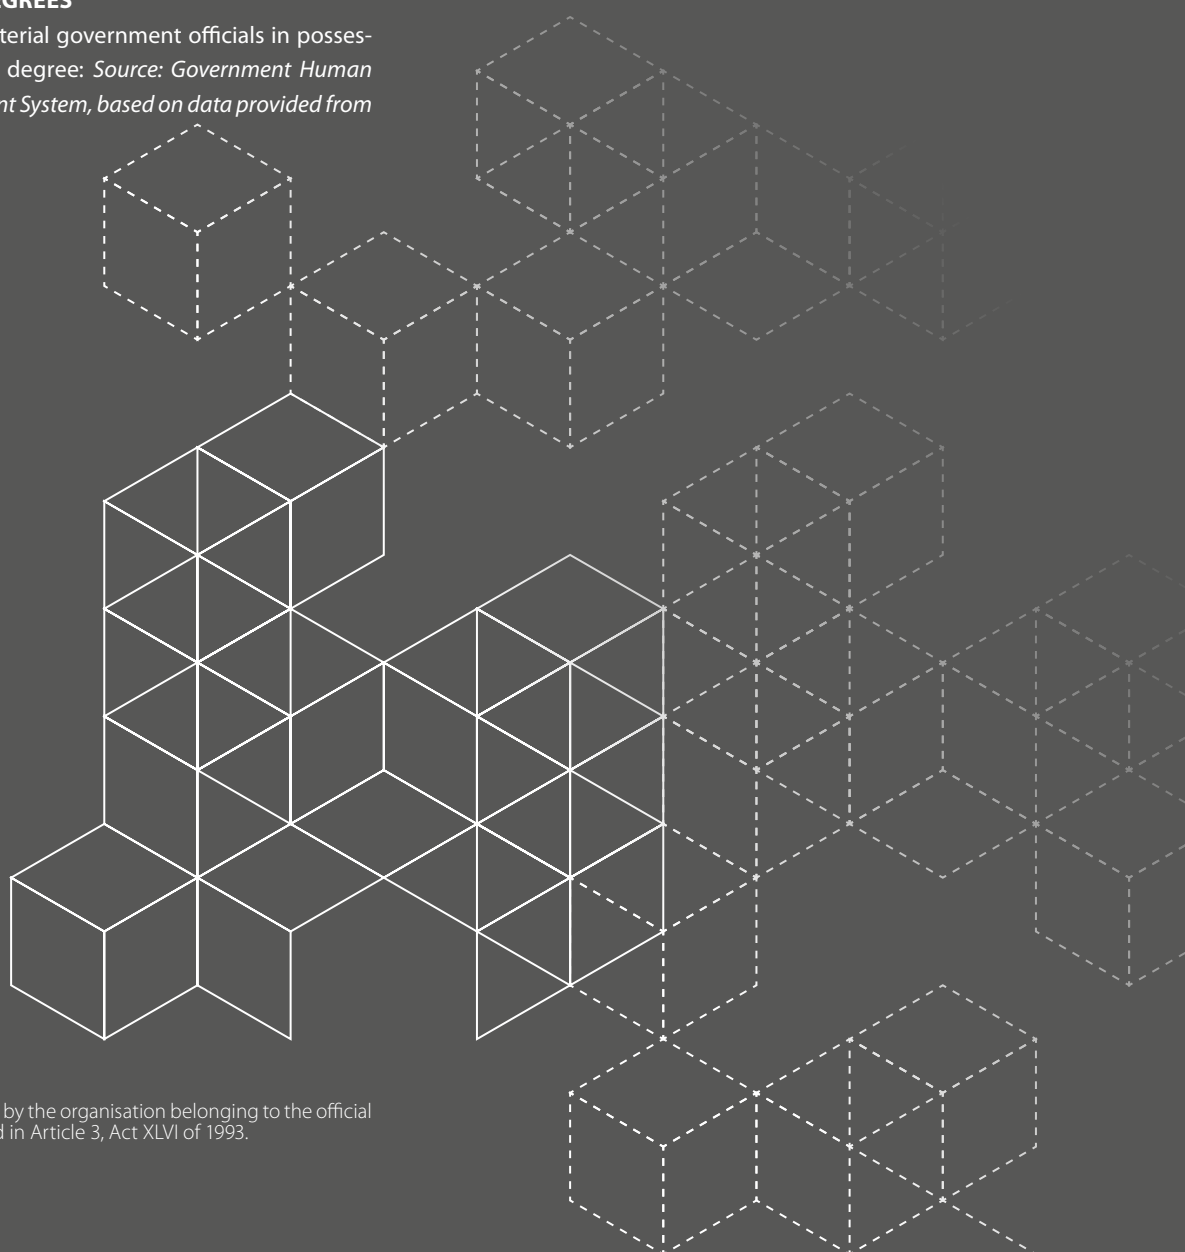 EGREES
terial government officials in posses-
degree: Source: Government Human
nt System, based on data provided from
by the organisation belonging to the official
d in Article 3, Act XLVI of 1993.